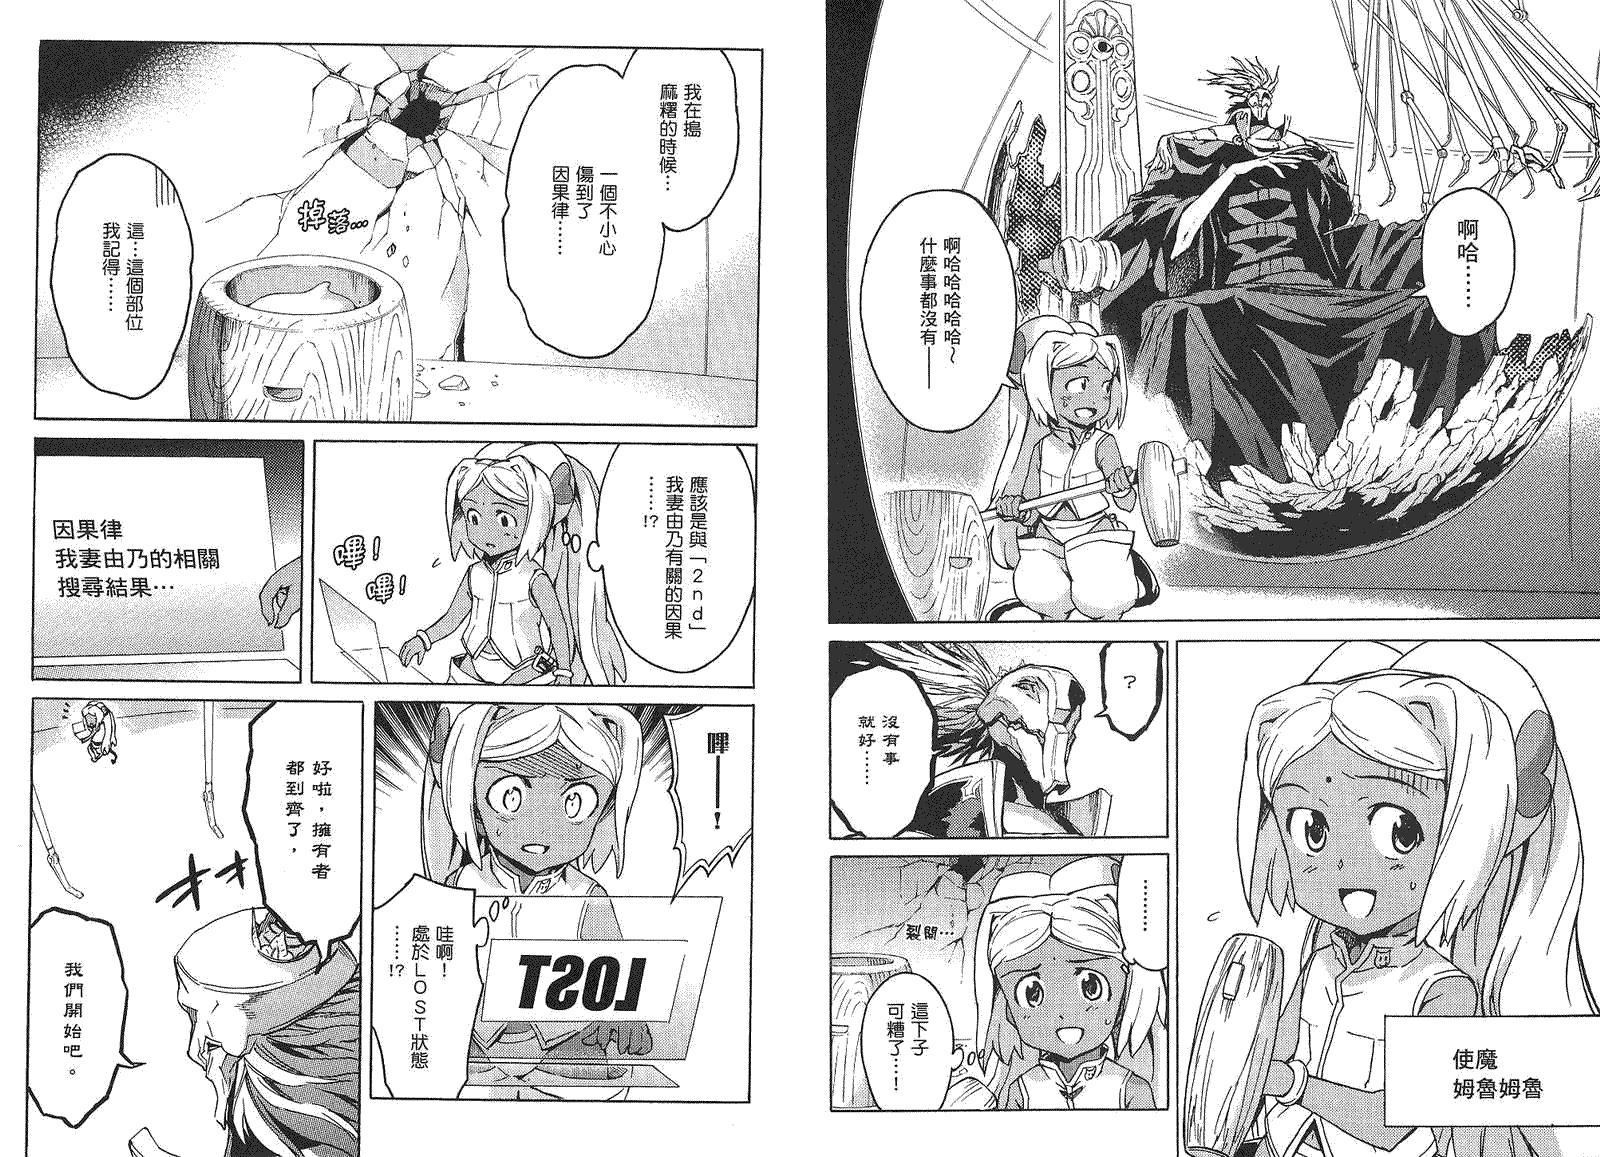 啊哈……
啊哈哈哈哈哈～
什麼事都沒有——
使魔
姆魯姆魯
？
沒有事
就好……
………
裂開…
這下子
可糟了…！
我在搗
麻糬的時候…
一個不小心
傷到了
因果律……
掉落…
這…這個部位
我記得……
應該是與「2nd」
我妻由乃有關的因果
……!?
嗶！
嗶！
因果律
我妻由乃的相關
搜尋結果…
嗶——！
LOST
哇啊！
處於LOST狀態
……!?
好啦，擁有者
都到齊了，
キキ
我們開始吧。